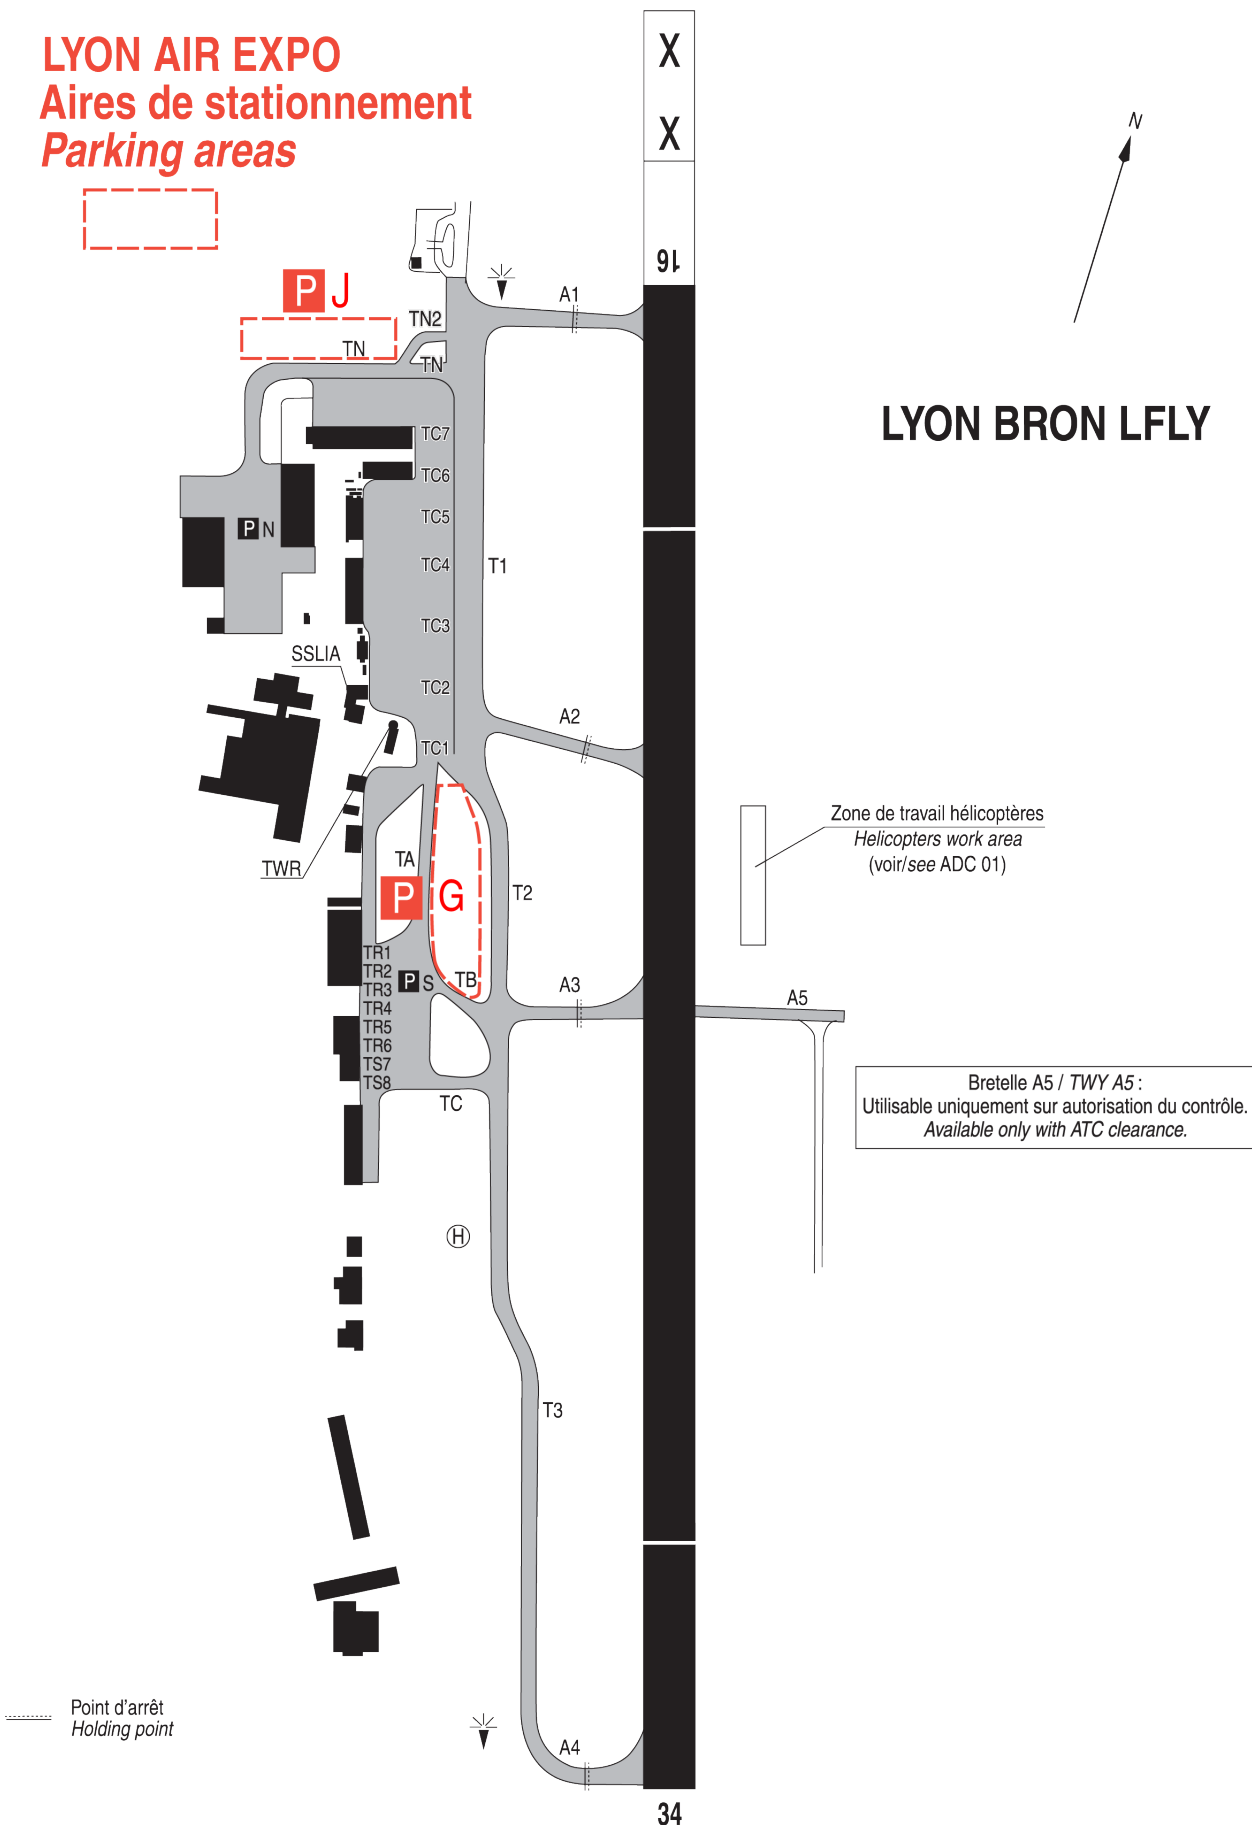 LYON AIR EXPO
Aires de stationnement
Parking areas
X
X
N
16
P J
A1
TN2
TN
TN
LYON BRON LFLY
TC7
TC6
TC5
P N
TC4
T1
TC3
SSLIA
TC2
A2
TC1
Zone de travail hélicoptères
Helicopters work area
(voir/see ADC 01)
TA
TWR
P G
T2
TR1
TR2
TR3
TR4
TR5
TR6
TS7
TS8
P S
TB
A3
A5
Bretelle A5 / TWY A5 :
Utilisable uniquement sur autorisation du contrôle.
Available only with ATC clearance.
TC
H
T3
Point d'arrêt
Holding point
A4
34